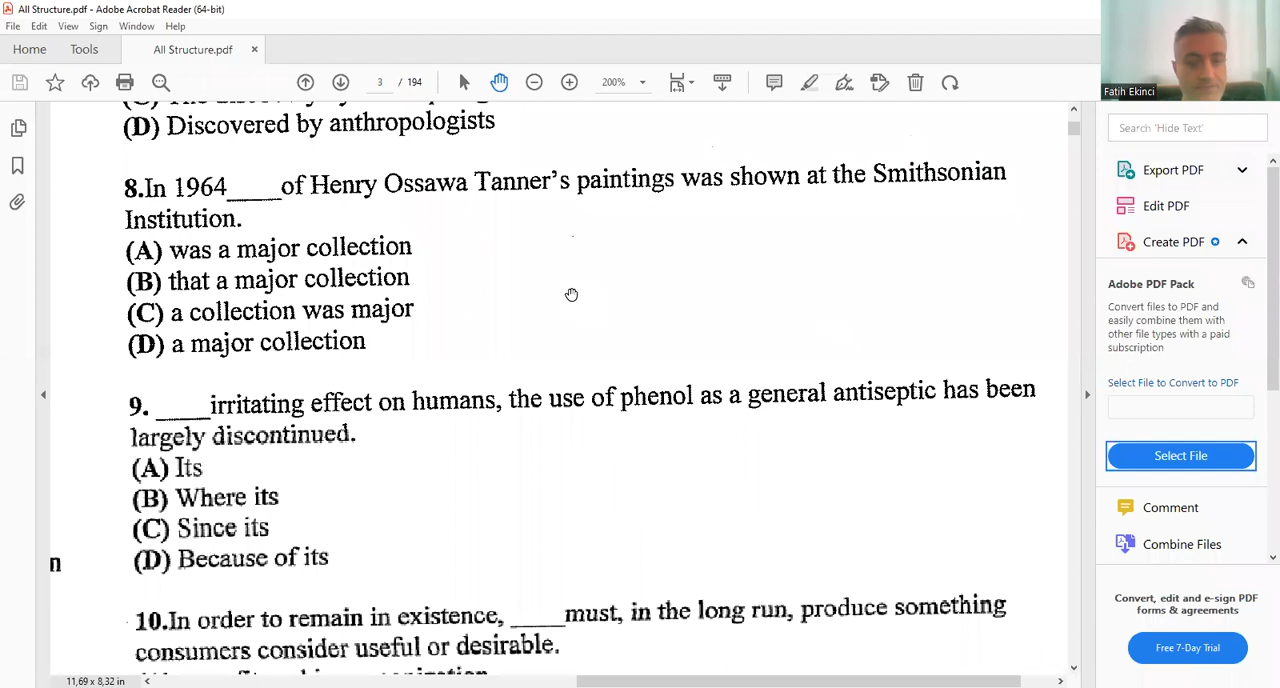 All Structure.pdf - Adobe Acrobat Reader (64-bit)
File Edit View Sign Window Help
Home Tools All Structure.pdf ×
3 / 194 200%
Fatih Ekinci
(D) Discovered by anthropologists
8.In 1964____of Henry Ossawa Tanner's paintings was shown at the Smithsonian
Institution.
(A) was a major collection
(B) that a major collection
(C) a collection was major
(D) a major collection
9. ____irritating effect on humans, the use of phenol as a general antiseptic has been
largely discontinued.
(A) Its
(B) Where its
(C) Since its
(D) Because of its
n
10.In order to remain in existence, ____must, in the long run, produce something
consumers consider useful or desirable.
11,69 x 8,32 in
Search 'Hide Text'
Export PDF
Edit PDF
Create PDF
Adobe PDF Pack
Convert files to PDF and
easily combine them with
other file types with a paid
subscription
Select File to Convert to PDF
Select File
Comment
Combine Files
Convert, edit and e-sign PDF
forms & agreements
Free 7-Day Trial